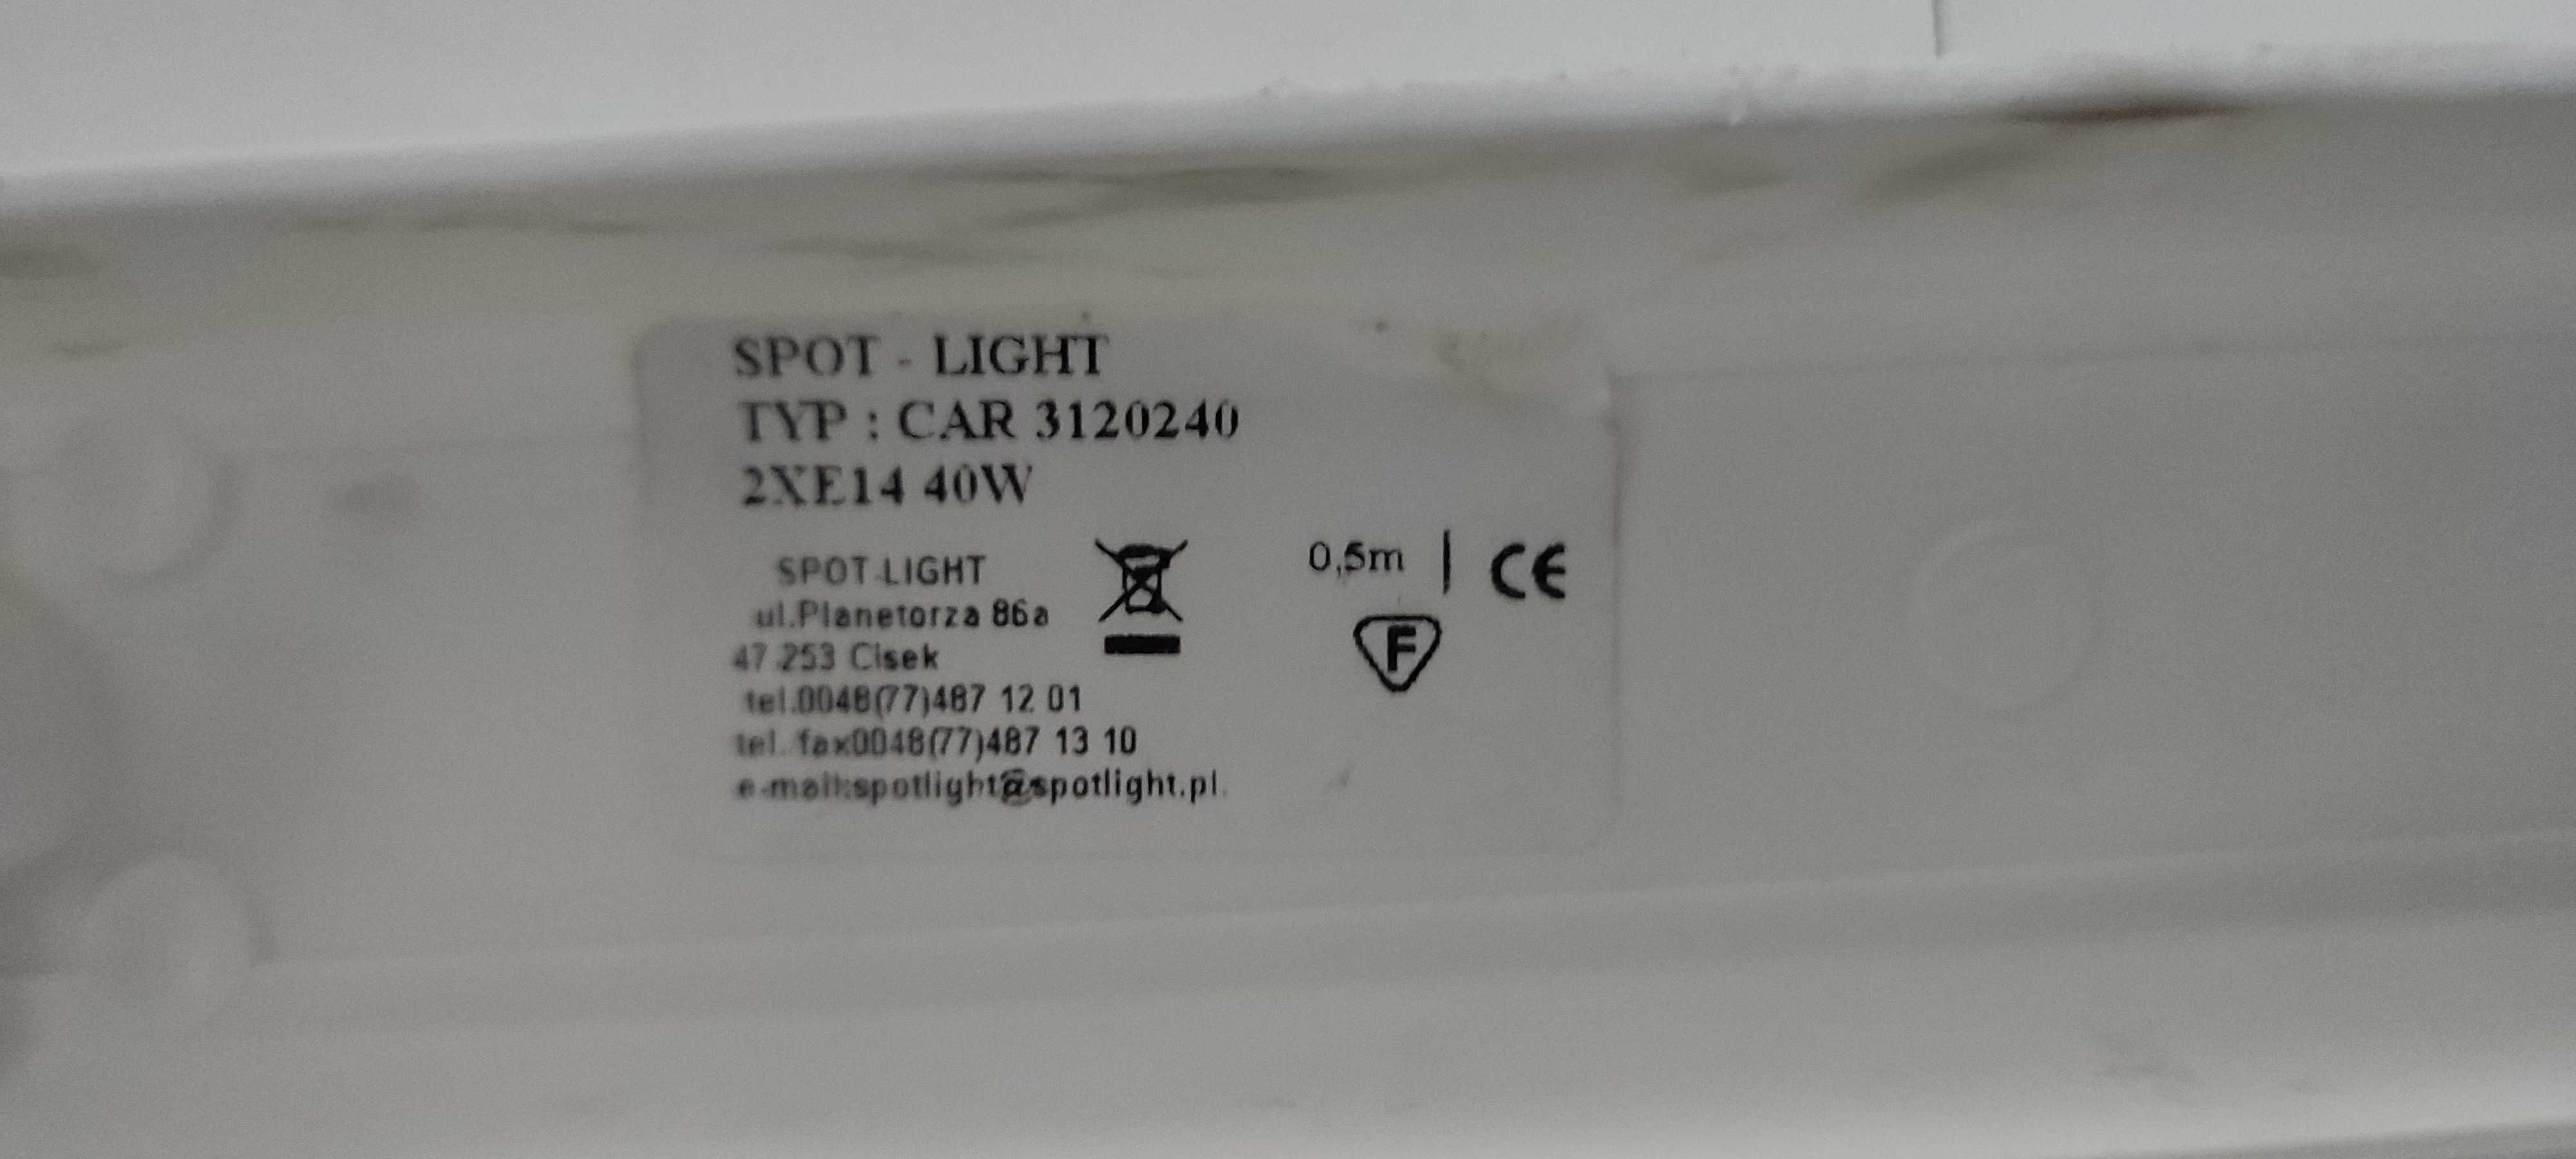 SPOT - LIGHT
TYP : CAR 3120240
2XE14 40W
SPOT-LIGHT
ul.Planetorza 86a
47-253 Cisek
tel.0048(77)487 12 01
tel. fax0048(77)487 13 10
e-mail:spotlight@spotlight.pl.
0,5m
CE
F